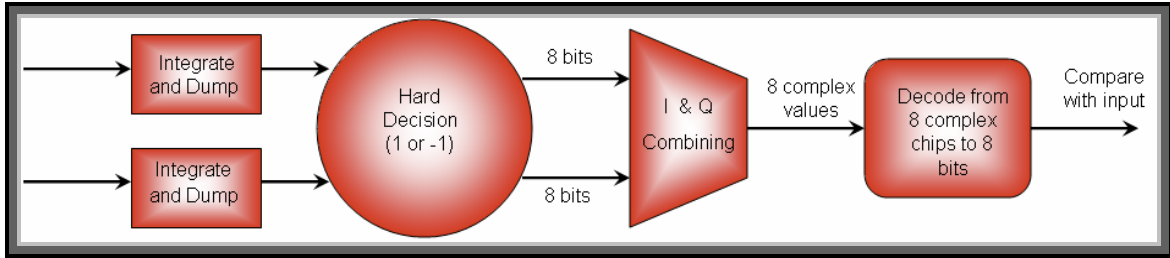 Integrate
and Dump
Integrate
and Dump
Hard
Decision
(1 or -1)
8 bits
8 bits
I & Q
Combining
8 complex
values
Decode from
8 complex
chips to 8
bits
Compare
with input